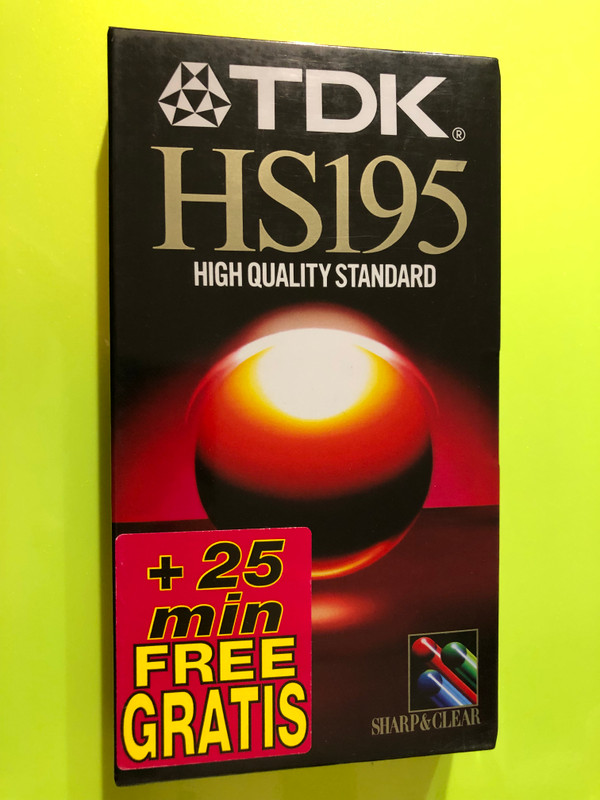 TDK®
HS195
HIGH QUALITY STANDARD
+ 25
min
FREE
GRATIS
SHARP&CLEAR